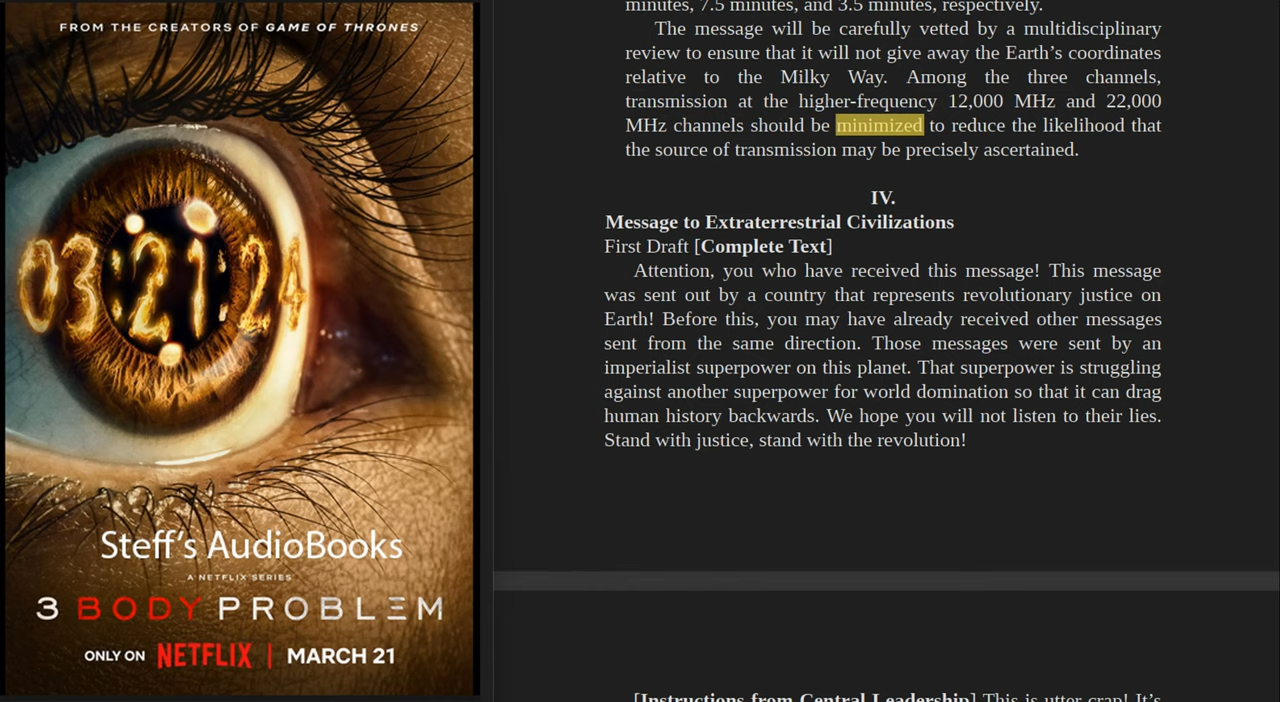 FROM THE CREATORS OF GAME OF THRONES
03:21:24
Steff's AudioBooks
A NETFLIX SERIES
3 BODY PROBLEM
ONLY ON NETFLIX | MARCH 21
minutes, 7.5 minutes, and 3.5 minutes, respectively.
The message will be carefully vetted by a multidisciplinary
review to ensure that it will not give away the Earth’s coordinates
relative to the Milky Way. Among the three channels,
transmission at the higher-frequency 12,000 MHz and 22,000
MHz channels should be minimized to reduce the likelihood that
the source of transmission may be precisely ascertained.
IV.
Message to Extraterrestrial Civilizations
First Draft [Complete Text]
Attention, you who have received this message! This message
was sent out by a country that represents revolutionary justice on
Earth! Before this, you may have already received other messages
sent from the same direction. Those messages were sent by an
imperialist superpower on this planet. That superpower is struggling
against another superpower for world domination so that it can drag
human history backwards. We hope you will not listen to their lies.
Stand with justice, stand with the revolution!
[Instructions from Central Leadership] This is utter crap! It’s